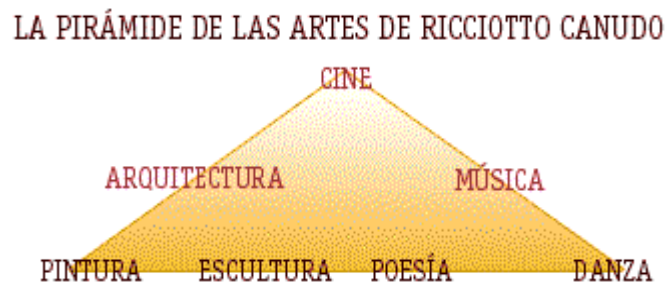 LA PIRÁMIDE DE LAS ARTES DE RICCIOTTO CANUDO
CINE
ARQUITECTURA MÚSICA
PINTURA ESCULTURA POESÍA DANZA